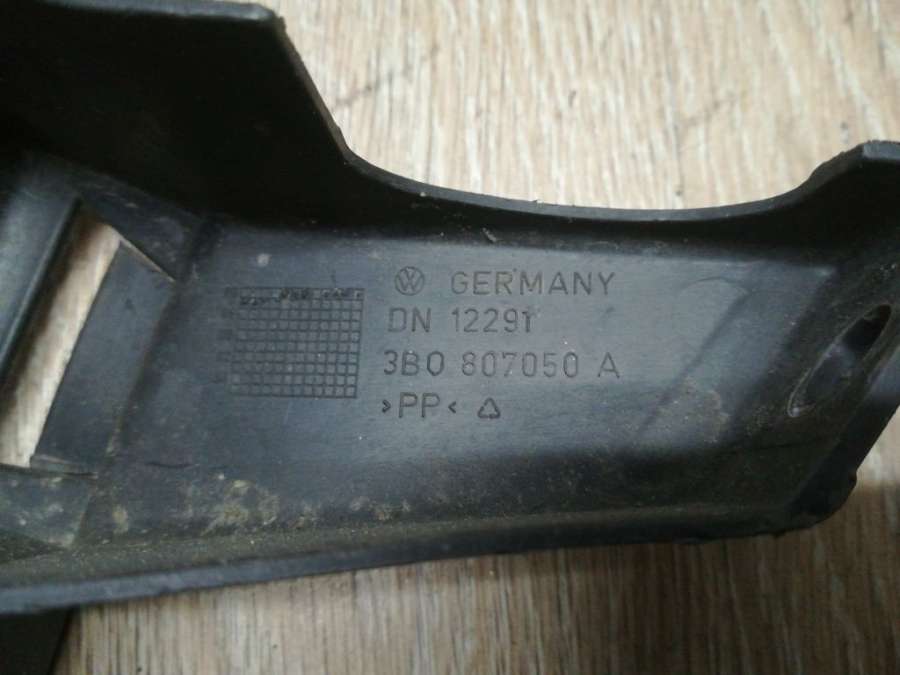 GERMANY
DN 12291
3B0 807050 A
>PP<